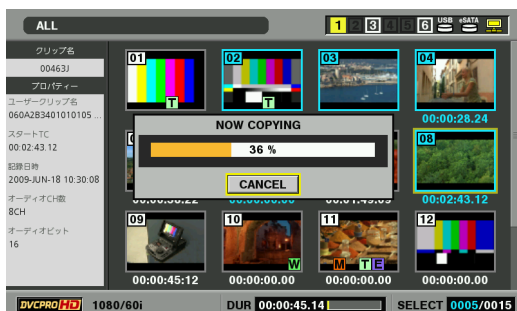 ALL
1 2 3 4 5 6 USB eSATA
クリップ名
00463J
プロパティー
ユーザークリップ名
060A2B3401010105 ...
スタートTC
00:02:43.12
記録日時
2009-JUN-18 10:30:08
オーディオCH数
8CH
オーディオビット
16
01 02 03 04
T T
00:00:28.24
NOW COPYING
36 %
CANCEL
08
00:02:43.12
09 10 11 12
W M T E
00:00:45:12 00:00:00.00 00:00:00.00 00:00:00.00
DVCPRO HD 1080/60i DUR 00:00:45.14 SELECT 0005/0015